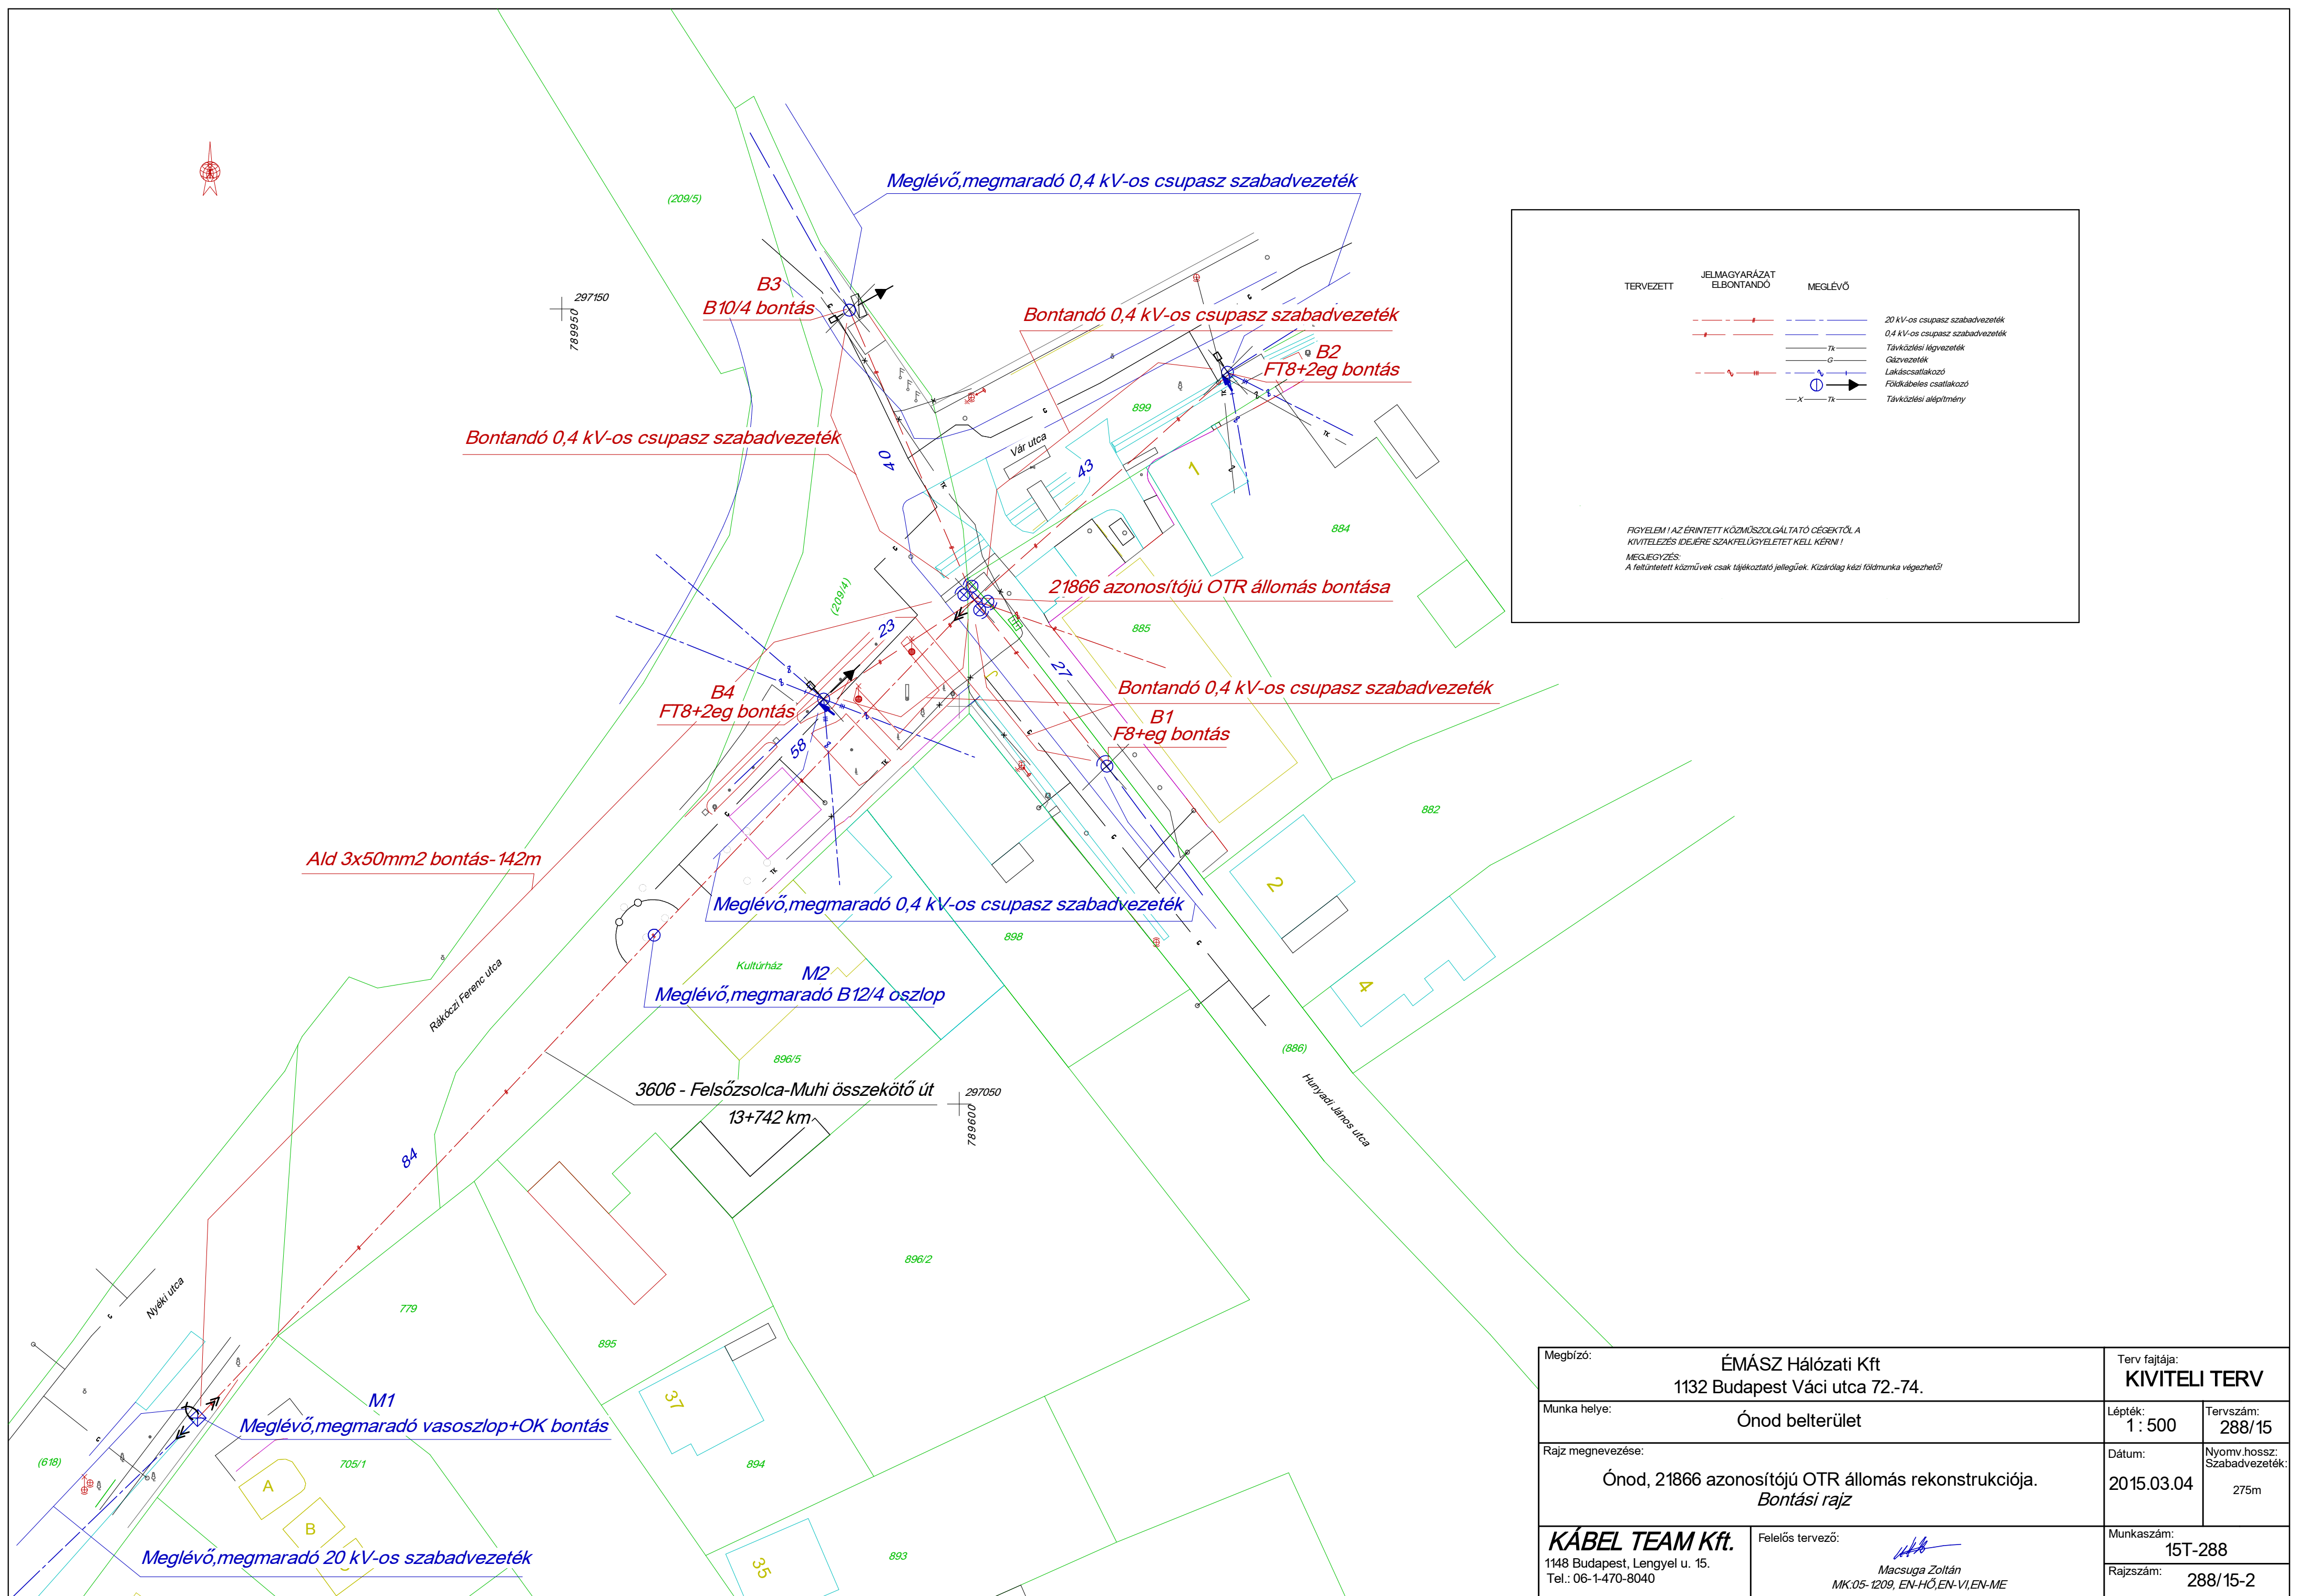 (209/5)
Meglévő,megmaradó 0,4 kV-os csupasz szabadvezeték
297150
789950
B3
B10/4 bontás
Bontandó 0,4 kV-os csupasz szabadvezeték
B2
FT8+2eg bontás
899
Bontandó 0,4 kV-os csupasz szabadvezeték
40
Vár utca
43
1
884
TK
TK
TK
G
G
G
21866 azonosítójú OTR állomás bontása
(209/4)
23
885
27
Bontandó 0,4 kV-os csupasz szabadvezeték
B4
FT8+2eg bontás
B1
F8+eg bontás
58
TK
TK
G
G
G
G
882
Ald 3x50mm2 bontás-142m
2
Meglévő,megmaradó 0,4 kV-os csupasz szabadvezeték
898
Kultúrház
M2
Meglévő,megmaradó B12/4 oszlop
Rákóczi Ferenc utca
4
896/5
(886)
3606 - Felsőzsolca-Muhi összekötő út
13+742 km
297050
789600
Hunyadi János utca
84
896/2
Nyéki utca
G
G
779
895
37
M1
Meglévő,megmaradó vasoszlop+OK bontás
(618)
705/1
894
A
B
Meglévő,megmaradó 20 kV-os szabadvezeték
893
35
JELMAGYARÁZAT
TERVEZETT ELBONTANDÓ MEGLÉVŐ
20 kV-os csupasz szabadvezeték
0,4 kV-os csupasz szabadvezeték
Tk Távközlési légvezeték
G Gázvezeték
Lakáscsatlakozó
Földkábeles csatlakozó
X Tk Távközlési alépítmény
FIGYELEM ! AZ ÉRINTETT KÖZMŰSZOLGÁLTATÓ CÉGEKTŐL A
KIVITELEZÉS IDEJÉRE SZAKFELÜGYELETET KELL KÉRNI !
MEGJEGYZÉS:
A feltüntetett közművek csak tájékoztató jellegűek. Kizárólag kézi földmunka végezhető!
Megbízó:
ÉMÁSZ Hálózati Kft
1132 Budapest Váci utca 72.-74.
Terv fajtája:
KIVITELI TERV
Munka helye:
Ónod belterület
Lépték:
1 : 500
Tervszám:
288/15
Rajz megnevezése:
Ónod, 21866 azonosítójú OTR állomás rekonstrukciója.
Bontási rajz
Dátum:
2015.03.04
Nyomv.hossz:
Szabadvezeték:
275m
KÁBEL TEAM Kft.
1148 Budapest, Lengyel u. 15.
Tel.: 06-1-470-8040
Felelős tervező:
Macsuga Zoltán
MK:05-1209, EN-HŐ,EN-VI,EN-ME
Munkaszám:
15T-288
Rajzszám:
288/15-2